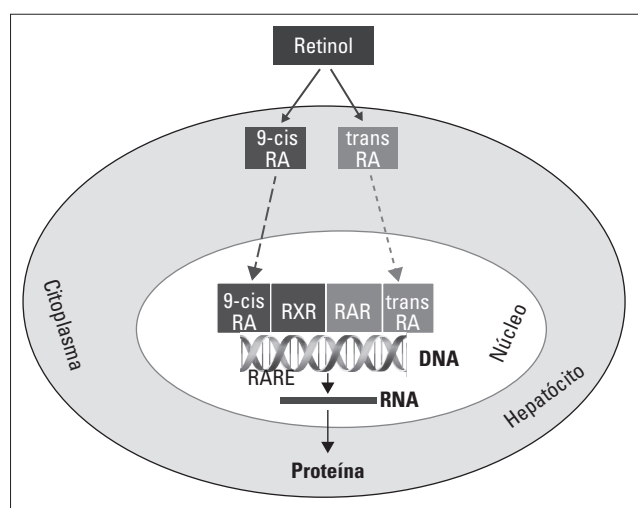 Retinol
9-cis
RA
trans
RA
Citoplasma
9-cis
RA
RXR
RAR
trans
RA
Núcleo
DNA
RARE
RNA
Hepatócito
Proteína